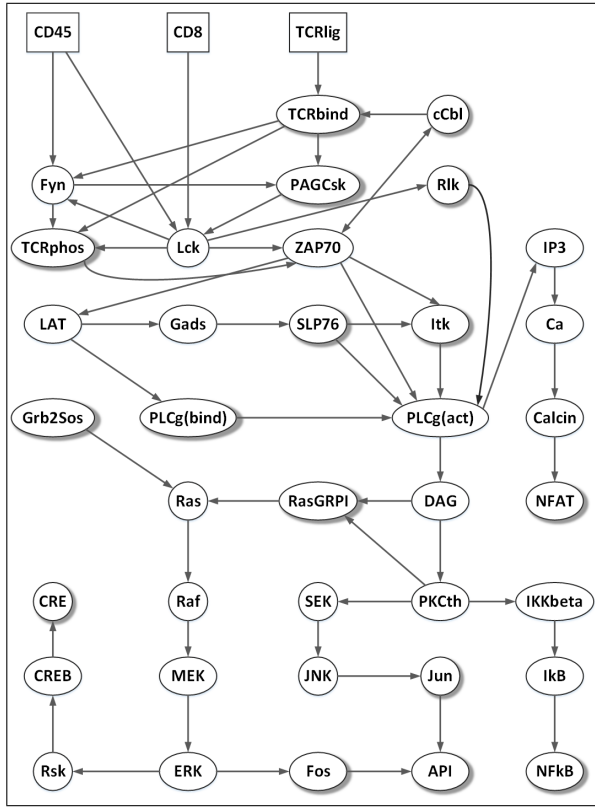 CD45
CD8
TCRlig
TCRbind
cCbl
Fyn
PAGCsk
Rlk
TCRphos
Lck
ZAP70
IP3
LAT
Gads
SLP76
Itk
Ca
Grb2Sos
PLCg(bind)
PLCg(act)
Calcin
Ras
RasGRPI
DAG
NFAT
CRE
Raf
SEK
PKCth
IKKbeta
CREB
MEK
JNK
Jun
IkB
Rsk
ERK
Fos
API
NFkB